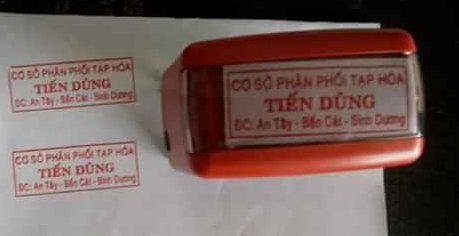 CƠ SỞ PHÂN PHỐI TẠP HÓA
TIẾN DŨNG
ĐC: An Tây - Bến Cát - Bình Dương
CƠ SỞ PHÂN PHỐI TẠP HÓA
TIẾN DŨNG
ĐC: An Tây - Bến Cát - Bình Dương
CƠ SỞ PHÂN PHỐI TẠP HÓA
TIẾN DŨNG
ĐC: An Tây - Bến Cát - Bình Dương